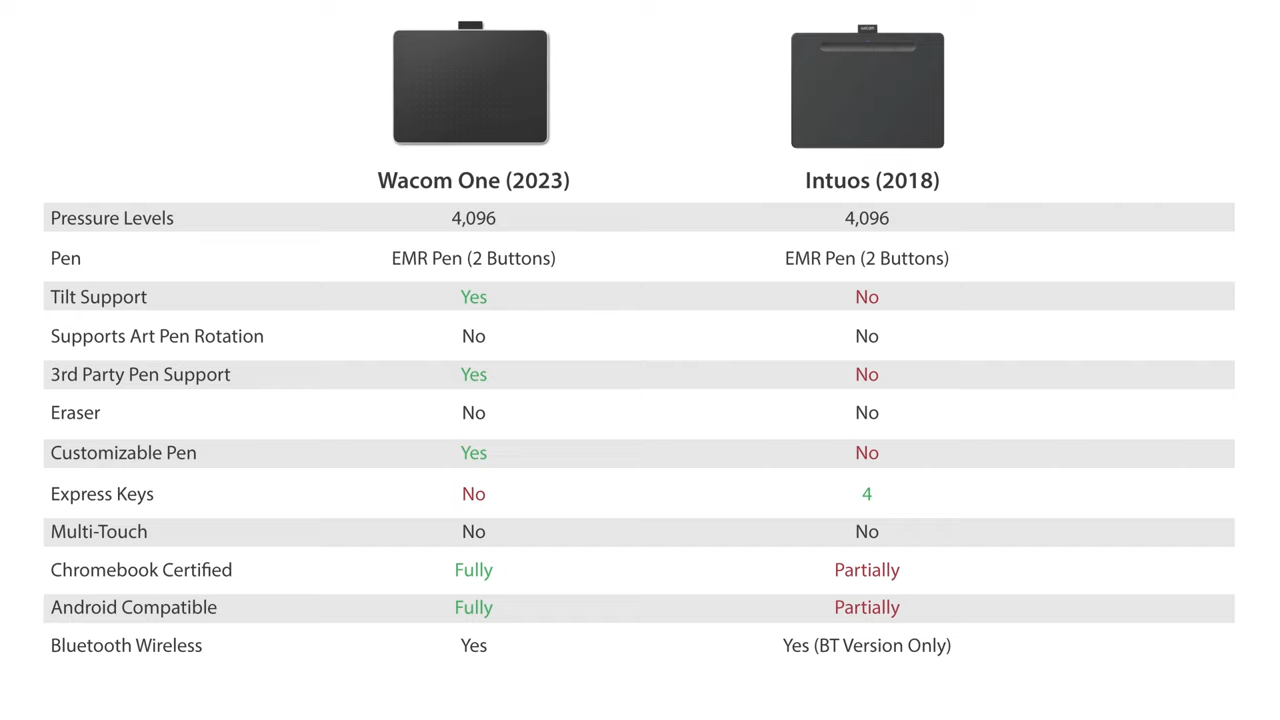 Wacom One (2023) Intuos (2018)
Pressure Levels 4,096 4,096
Pen EMR Pen (2 Buttons) EMR Pen (2 Buttons)
Tilt Support Yes No
Supports Art Pen Rotation No No
3rd Party Pen Support Yes No
Eraser No No
Customizable Pen Yes No
Express Keys No 4
Multi-Touch No No
Chromebook Certified Fully Partially
Android Compatible Fully Partially
Bluetooth Wireless Yes Yes (BT Version Only)